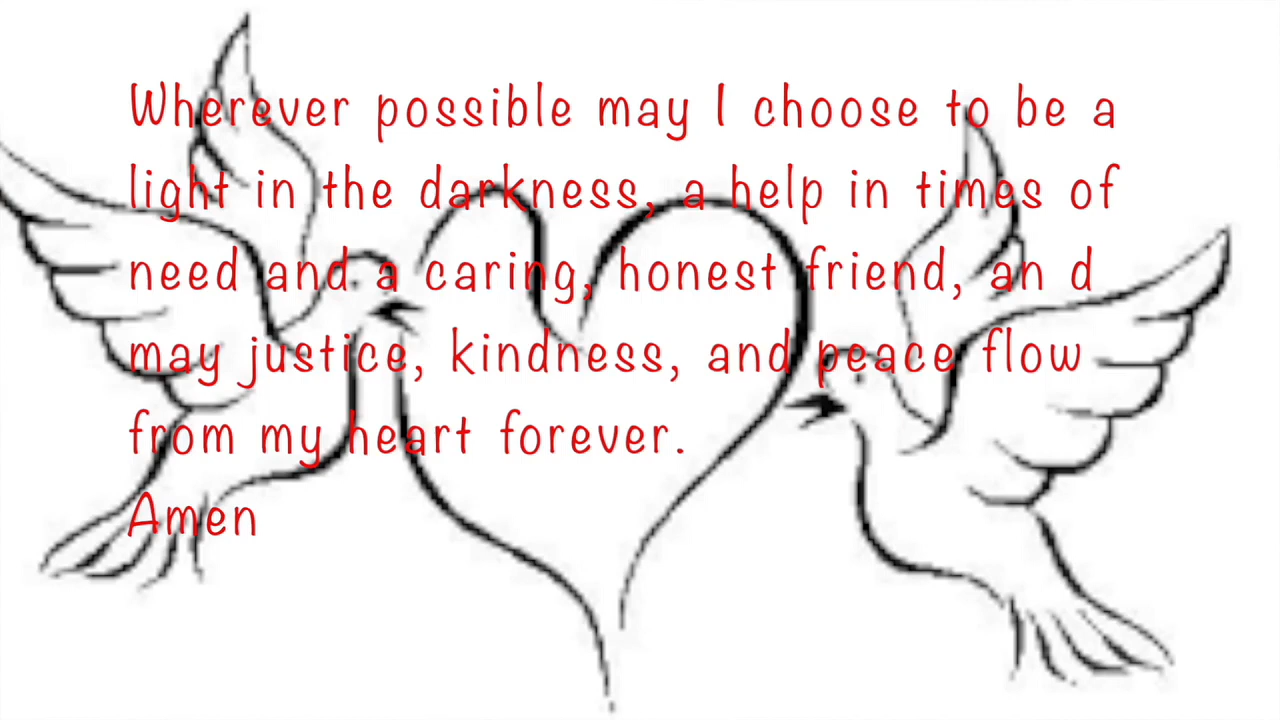 Wherever possible may I choose to be a
light in the darkness, a help in times of
need and a caring, honest friend, an d
may justice, kindness, and peace flow
from my heart forever.
Amen